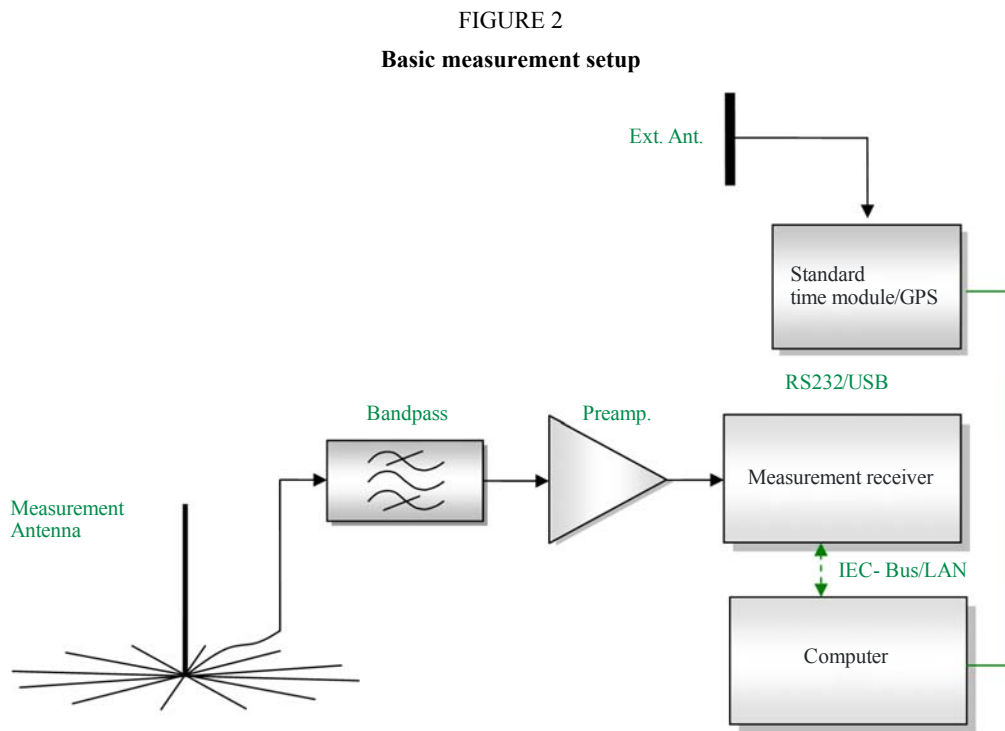 FIGURE 2
Basic measurement setup
Ext. Ant.
Standard
time module/GPS
RS232/USB
Bandpass
Preamp.
Measurement receiver
Measurement
Antenna
IEC- Bus/LAN
Computer